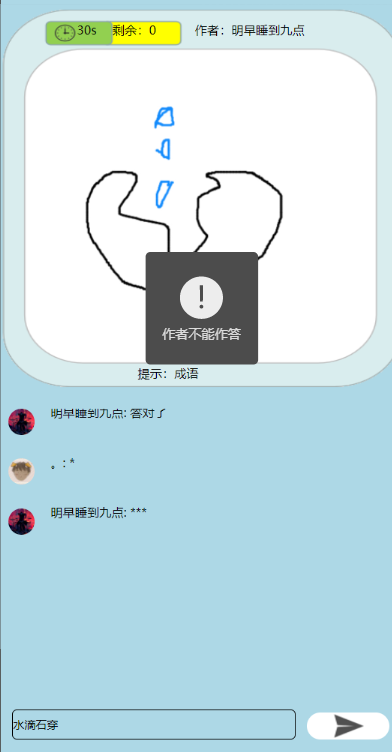 30s 剩余：0 作者：明早睡到九点
作者不能作答
提示：成语
明早睡到九点: 答对了
。: *
明早睡到九点: ***
水滴石穿